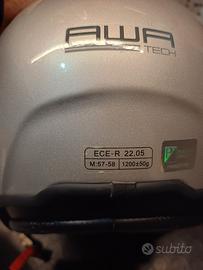 AWA
TECH
ECE-R 22.05
M:57-58 1200±50g
subito